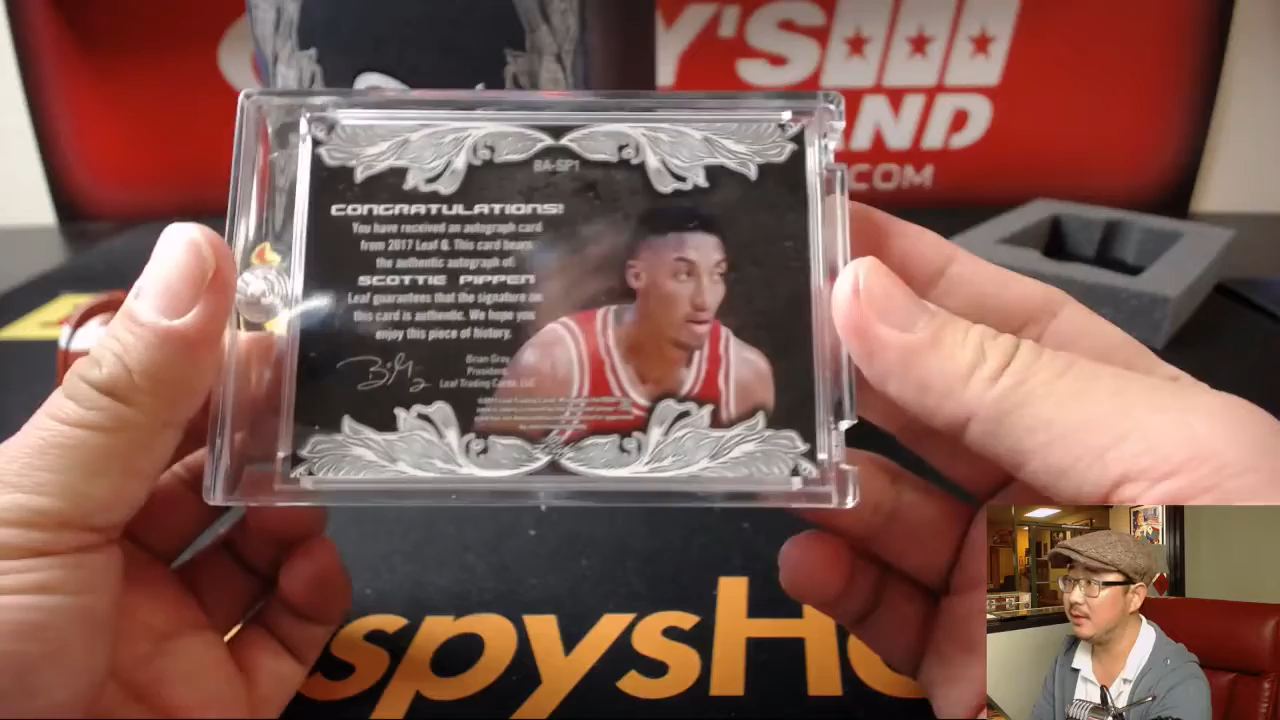 Y'S
AND
.COM
BA-SP1
CONGRATULATIONS!
You have received an autograph card
from 2017 Leaf Q. This card bears
the authentic autograph of:
SCOTTIE PIPPEN
Leaf guarantees that the signature on
this card is authentic. We hope you
enjoy this piece of history.
Brian Gray
President,
Leaf Trading Cards, LLC
spysH